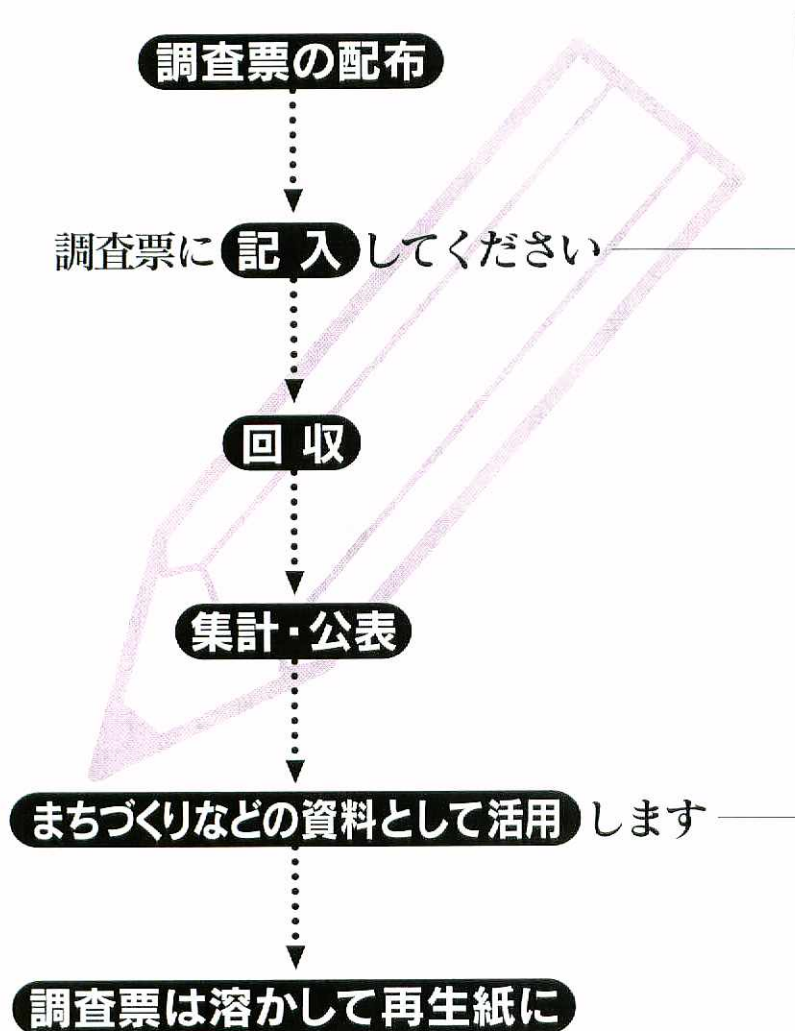 調査票の配布
調査票に記入してください
回収
集計・公表
まちづくりなどの資料として活用します
調査票は溶かして再生紙に